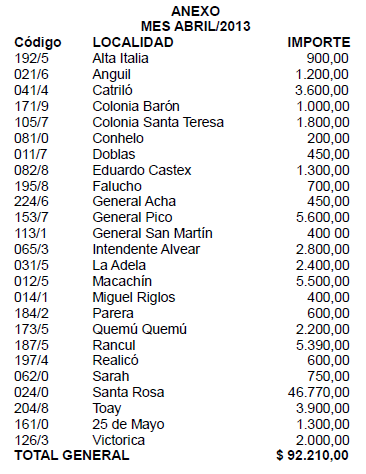 ANEXO
MES ABRIL/2013
Código LOCALIDAD IMPORTE
192/5 Alta Italia 900,00
021/6 Anguil 1.200,00
041/4 Catriló 3.600,00
171/9 Colonia Barón 1.000,00
105/7 Colonia Santa Teresa 1.800,00
081/0 Conhelo 200,00
011/7 Doblas 450,00
082/8 Eduardo Castex 1.300,00
195/8 Falucho 700,00
224/6 General Acha 450,00
153/7 General Pico 5.600,00
113/1 General San Martín 400 00
065/3 Intendente Alvear 2.800,00
031/5 La Adela 2.400,00
012/5 Macachín 5.500,00
014/1 Miguel Riglos 400,00
184/2 Parera 600,00
173/5 Quemú Quemú 2.200,00
187/5 Rancul 5.390,00
197/4 Realicó 600,00
062/0 Sarah 750,00
024/0 Santa Rosa 46.770,00
204/8 Toay 3.900,00
161/0 25 de Mayo 1.300,00
126/3 Victorica 2.000,00
TOTAL GENERAL $ 92.210,00